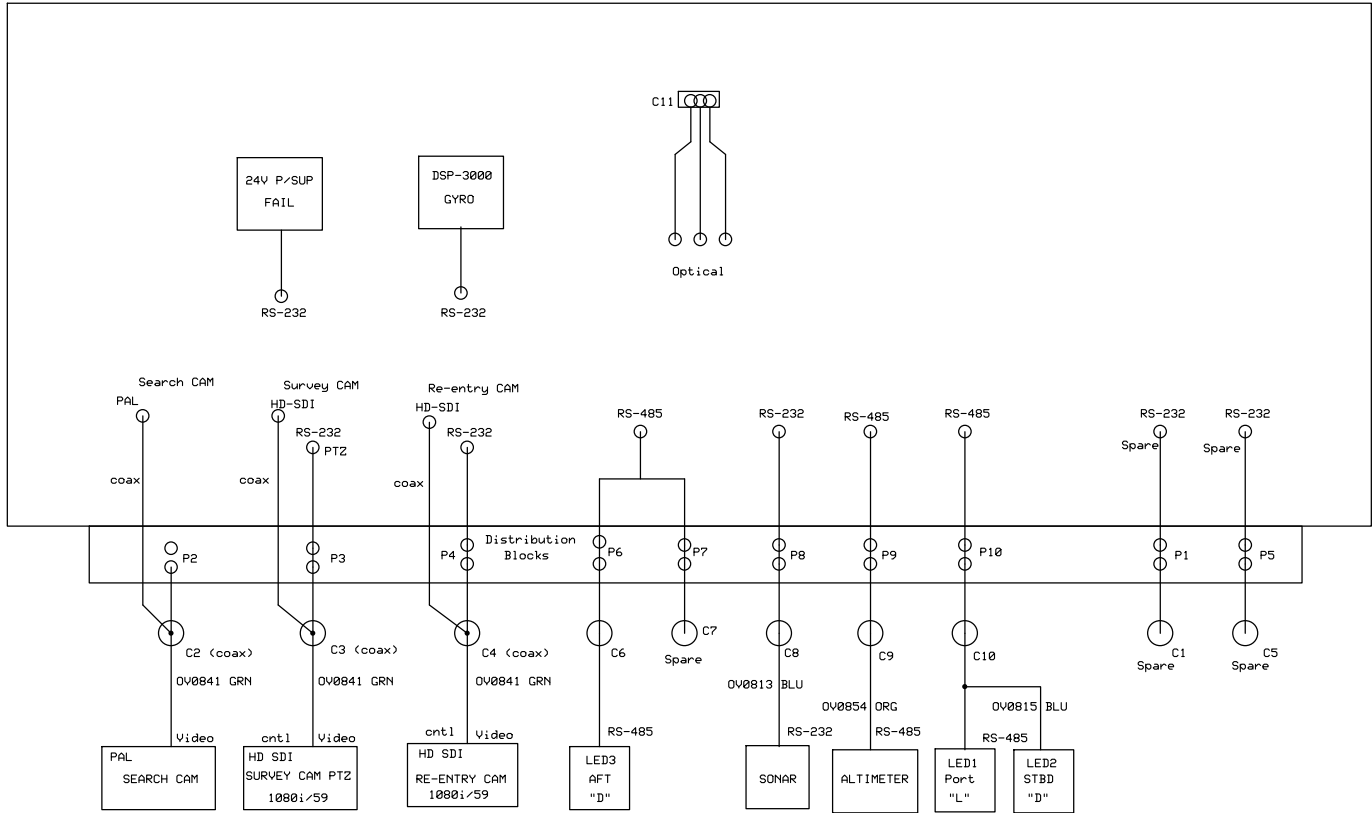 C11
24V P/SUP
FAIL
DSP-3000
GYRO
Optical
RS-232
RS-232
Search CAM
Survey CAM
Re-entry CAM
PAL
HD-SDI
HD-SDI
RS-232
PTZ
RS-232
RS-485
RS-232
RS-485
RS-485
RS-232
Spare
RS-232
Spare
coax
coax
coax
Distribution
Blocks
P2
P3
P4
P6
P7
P8
P9
P10
P1
P5
C2 (coax)
C3 (coax)
C4 (coax)
C6
C7
Spare
C8
C9
C10
C1
Spare
C5
Spare
OV0841 GRN
OV0841 GRN
OV0841 GRN
OV0813 BLU
OV0854 ORG
OV0815 BLU
Video
cntl
Video
cntl
Video
RS-485
RS-232
RS-485
RS-485
PAL
SEARCH CAM
HD SDI
SURVEY CAM PTZ
1080i/59
HD SDI
RE-ENTRY CAM
1080i/59
LED3
AFT
"D"
SONAR
ALTIMETER
LED1
Port
"L"
LED2
STBD
"D"